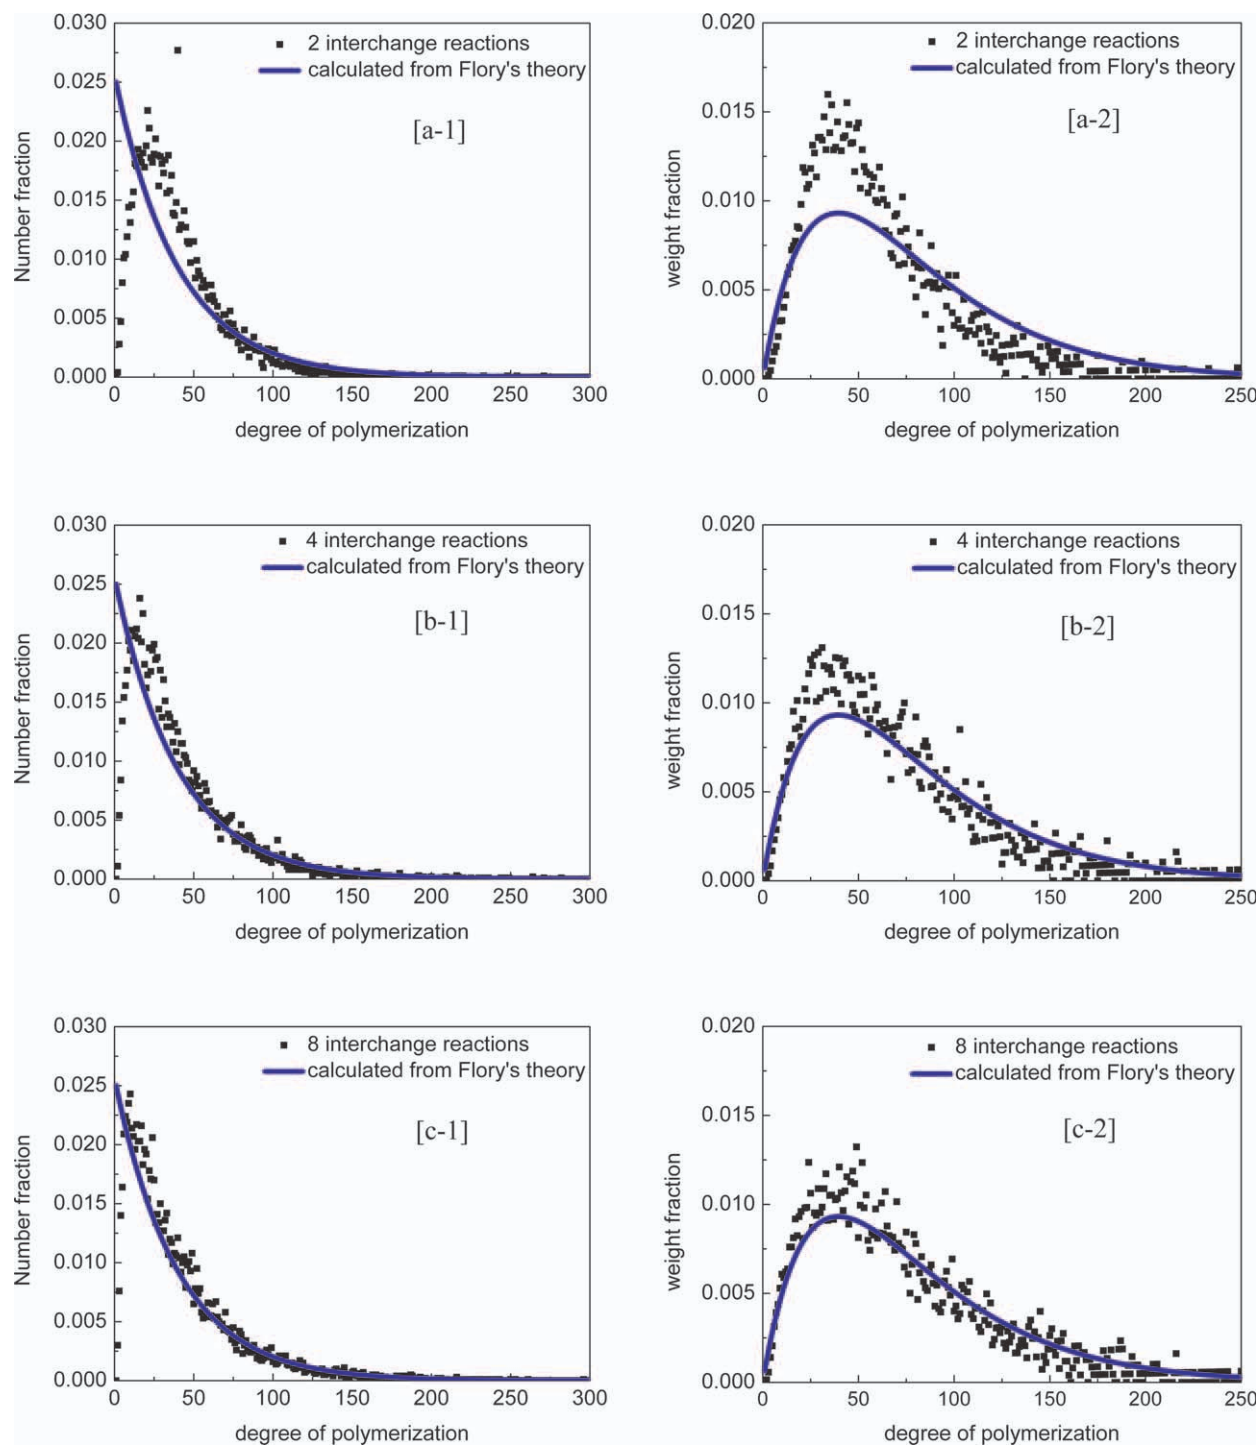 0.030
0.025
0.020
0.015
0.010
0.005
0.000
Number fraction
2 interchange reactions
calculated from Flory's theory
[a-1]
0 50 100 150 200 250 300
degree of polymerization
0.020
0.015
0.010
0.005
0.000
weight fraction
2 interchange reactions
calculated from Flory's theory
[a-2]
0 50 100 150 200 250
degree of polymerization
0.030
0.025
0.020
0.015
0.010
0.005
0.000
Number fraction
4 interchange reactions
calculated from Flory's theory
[b-1]
0 50 100 150 200 250 300
degree of polymerization
0.020
0.015
0.010
0.005
0.000
weight fraction
4 interchange reactions
calculated from Flory's theory
[b-2]
0 50 100 150 200 250
degree of polymerization
0.030
0.025
0.020
0.015
0.010
0.005
0.000
Number fraction
8 interchange reactions
calculated from Flory's theory
[c-1]
0 50 100 150 200 250 300
degree of polymerization
0.020
0.015
0.010
0.005
0.000
weight fraction
8 interchange reactions
calculated from Flory's theory
[c-2]
0 50 100 150 200 250
degree of polymerization